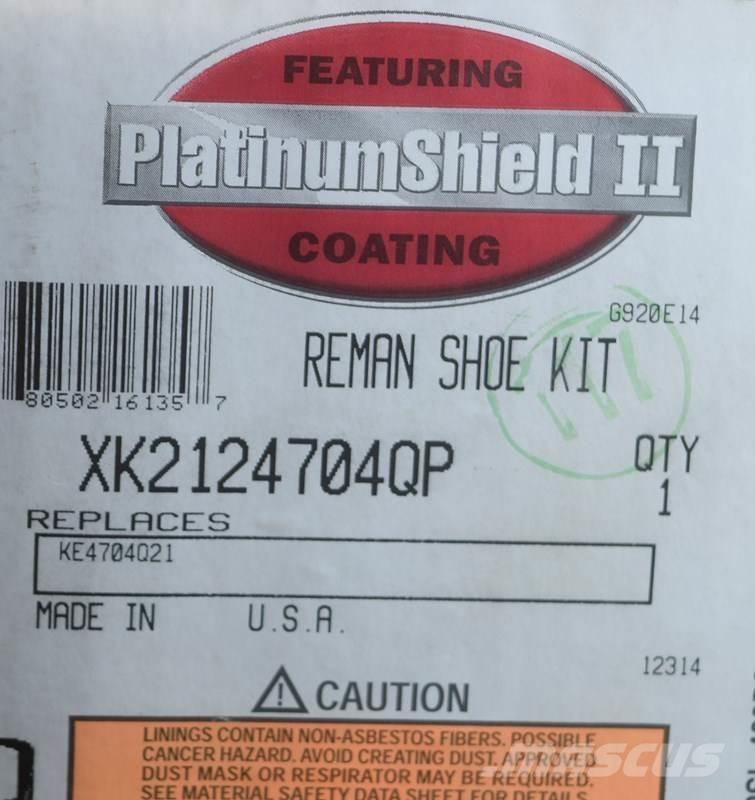 FEATURING
PlatinumShield II
COATING
G920E14
REMAN SHOE KIT
80502 16135 7
XK2124704QP
QTY
1
REPLACES
KE4704Q21
MADE IN U.S.A.
12314
CAUTION
LININGS CONTAIN NON-ASBESTOS FIBERS. POSSIBLE
CANCER HAZARD. AVOID CREATING DUST. APPROVED
DUST MASK OR RESPIRATOR MAY BE REQUIRED.
SEE MATERIAL SAFETY DATA SHEET FOR DETAILS.
mascus